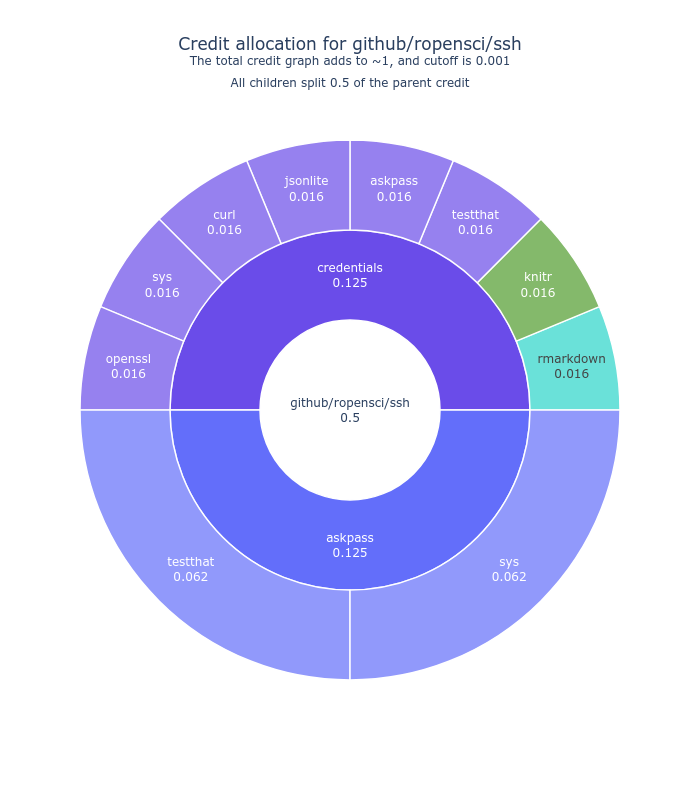 Credit allocation for github/ropensci/ssh
The total credit graph adds to ~1, and cutoff is 0.001
All children split 0.5 of the parent credit
jsonlite
0.016
askpass
0.016
curl
0.016
testthat
0.016
sys
0.016
knitr
0.016
credentials
0.125
openssl
0.016
rmarkdown
0.016
github/ropensci/ssh
0.5
askpass
0.125
testthat
0.062
sys
0.062